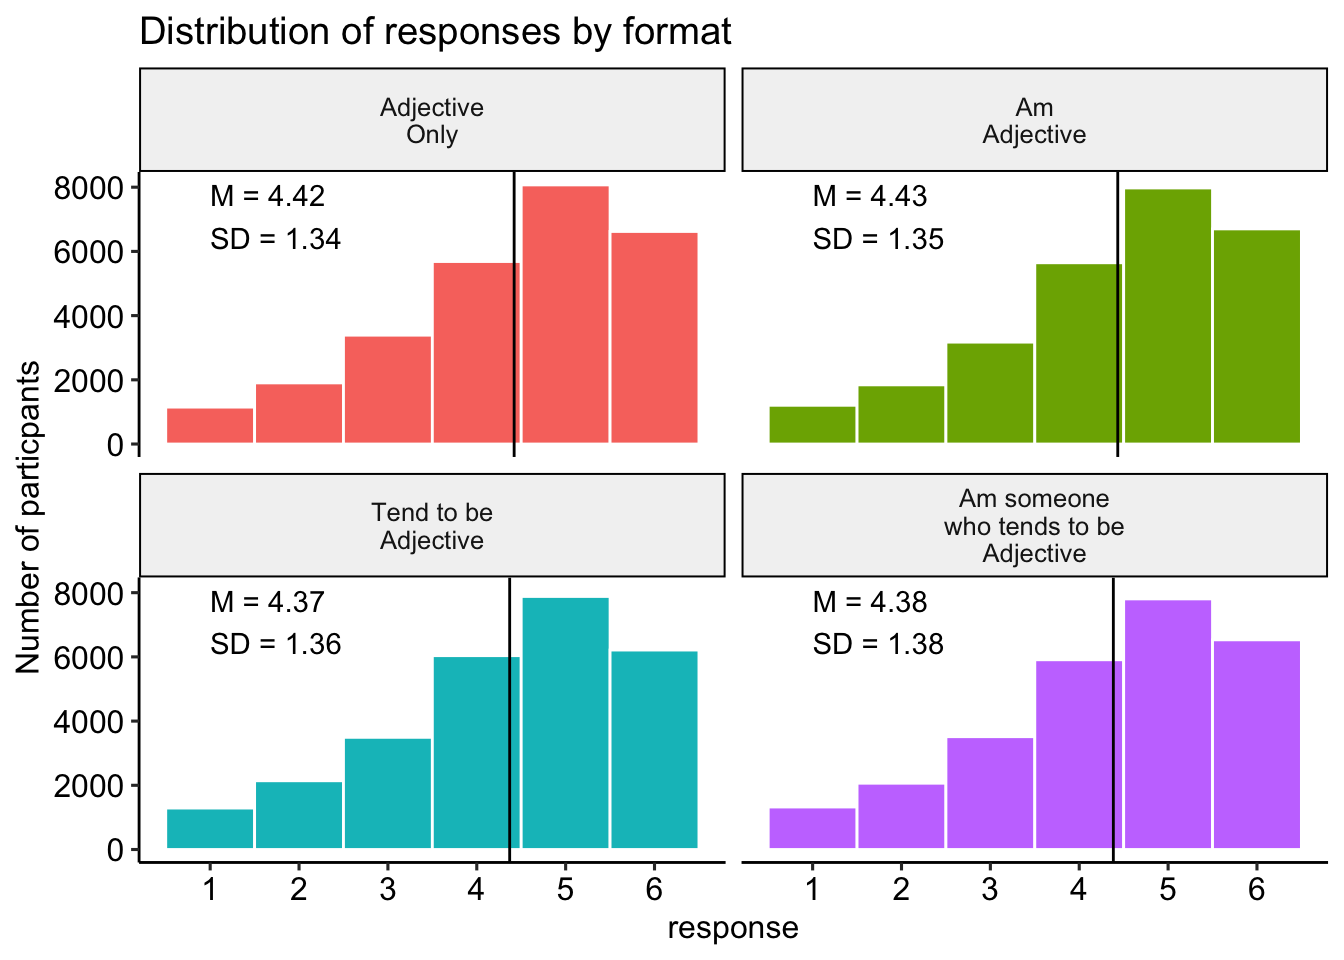 Distribution of responses by format
Adjective
Only
Am
Adjective
8000
6000
4000
2000
0
M = 4.42
SD = 1.34
M = 4.43
SD = 1.35
Number of particpants
Tend to be
Adjective
Am someone
who tends to be
Adjective
8000
6000
4000
2000
0
M = 4.37
SD = 1.36
M = 4.38
SD = 1.38
1 2 3 4 5 6
1 2 3 4 5 6
response